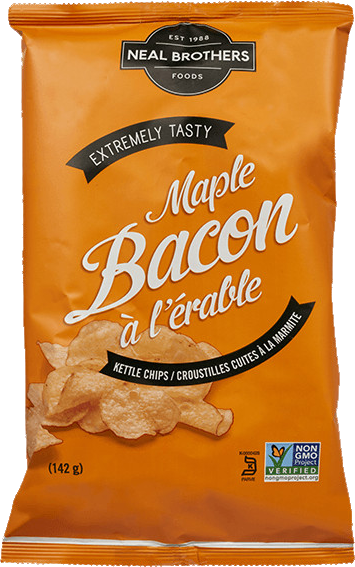 EST 1988
NEAL BROTHERS
FOODS
EXTREMELY TASTY
Maple
Bacon
à l'érable
KETTLE CHIPS / CROUSTILLES CUITES À LA MARMITE
(142 g)
PARVE
NON
GMO
Project
VERIFIED
nongmoproject.org